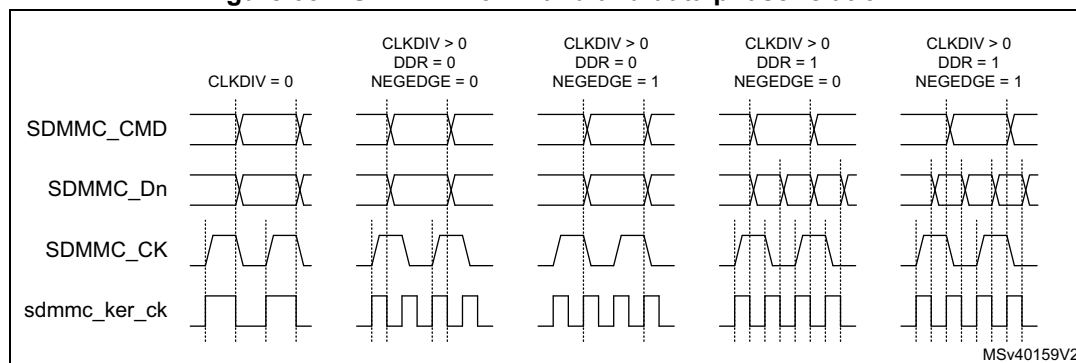 CLKDIV = 0
CLKDIV > 0
DDR = 0
NEGEDGE = 0
CLKDIV > 0
DDR = 0
NEGEDGE = 1
CLKDIV > 0
DDR = 1
NEGEDGE = 0
CLKDIV > 0
DDR = 1
NEGEDGE = 1
SDMMC_CMD
SDMMC_Dn
SDMMC_CK
sdmmc_ker_ck
MSv40159V2